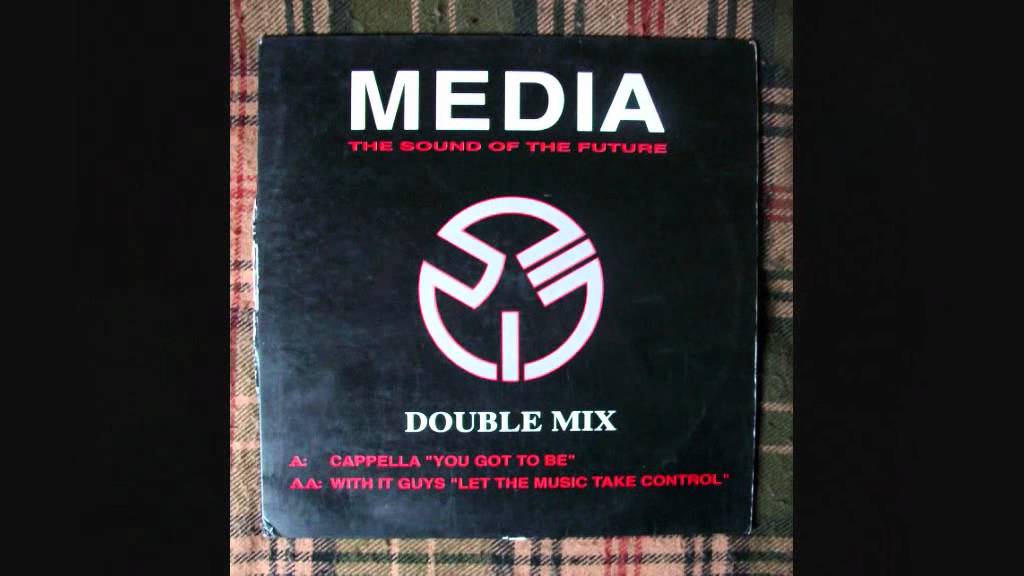 MEDIA
THE SOUND OF THE FUTURE
DOUBLE MIX
A: CAPPELLA "YOU GOT TO BE"
AA: WITH IT GUYS "LET THE MUSIC TAKE CONTROL"